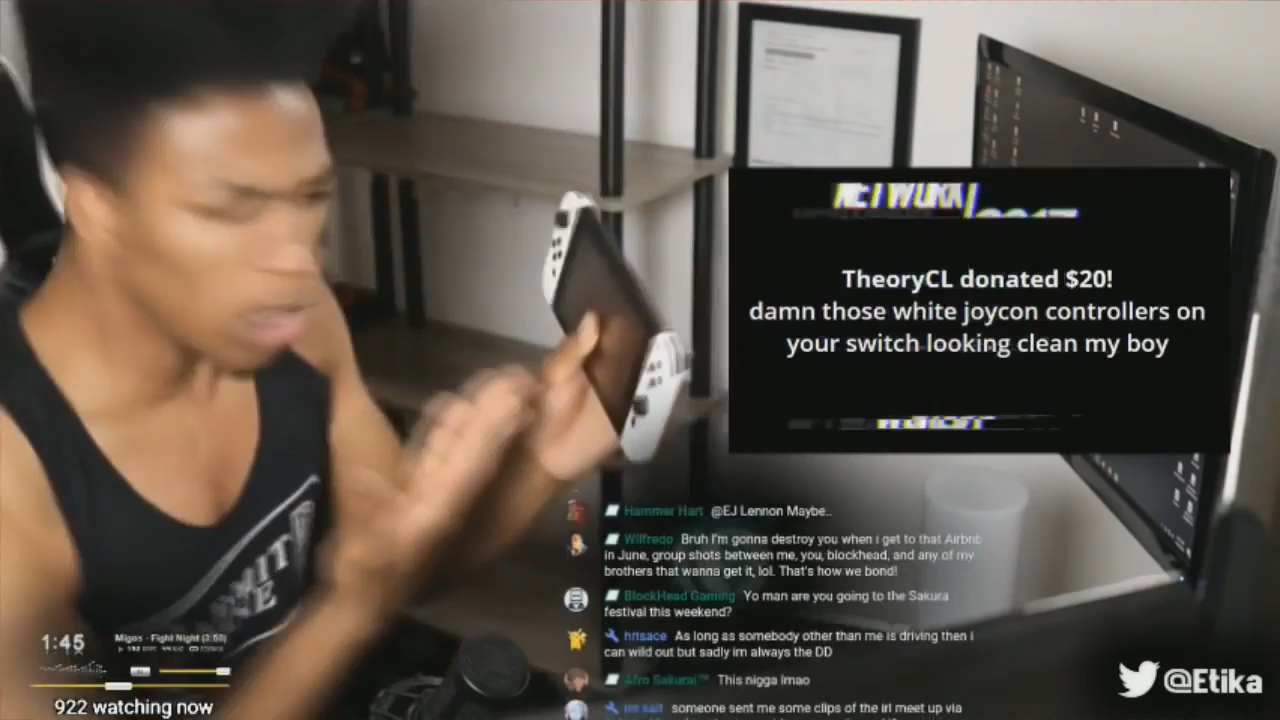 TheoryCL donated $20!
damn those white joycon controllers on
your switch looking clean my boy
Hammer Hart @EJ Lennon Maybe..
Wilfredo Bruh I'm gonna destroy you when i get to that Airbnb
in June, group shots between me, you, blockhead, and any of my
brothers that wanna get it, lol. That's how we bond!
BlockHead Gaming Yo man are you going to the Sakura
festival this weekend?
hrisace As long as somebody other than me is driving then i
can wild out but sadly im always the DD
Afro Sakurai™ This nigga lmao
im salt someone sent me some clips of the irl meet up via
1:45
Migos - Fight Night (3:50)
922 watching now
@Etika